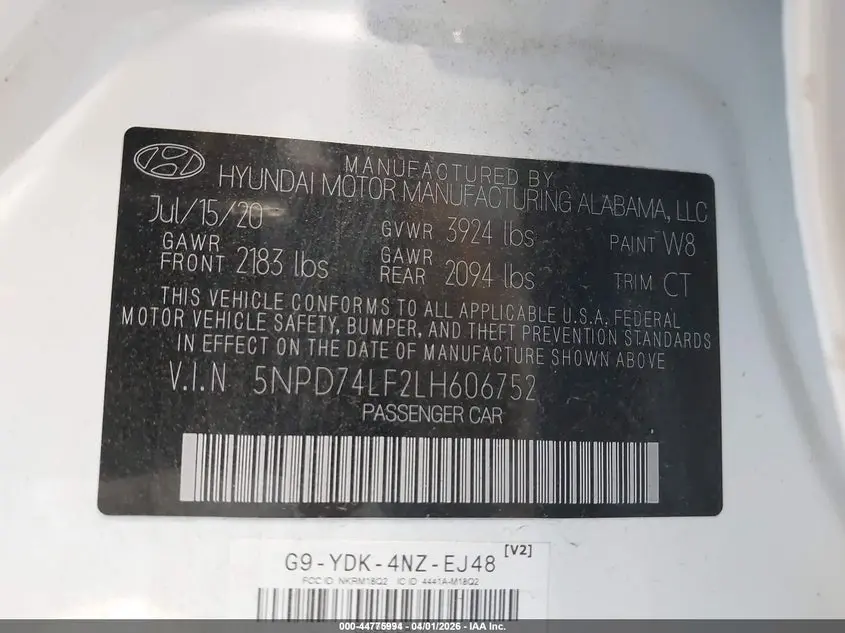 MANUFACTURED BY
HYUNDAI MOTOR MANUFACTURING ALABAMA, LLC
Jul/15/20 GVWR 3924 lbs PAINT W8
GAWR FRONT 2183 lbs GAWR REAR 2094 lbs TRIM CT
THIS VEHICLE CONFORMS TO ALL APPLICABLE U.S.A. FEDERAL
MOTOR VEHICLE SAFETY, BUMPER, AND THEFT PREVENTION STANDARDS
IN EFFECT ON THE DATE OF MANUFACTURE SHOWN ABOVE
V.I.N 5NPD74LF2LH606752
PASSENGER CAR
G9-YDK-4NZ-EJ48 [V2]
FCC ID: NKRM18Q2 IC ID: 4441A-M18Q2
000-44775994 | 04/01/2026 - IAA Inc.